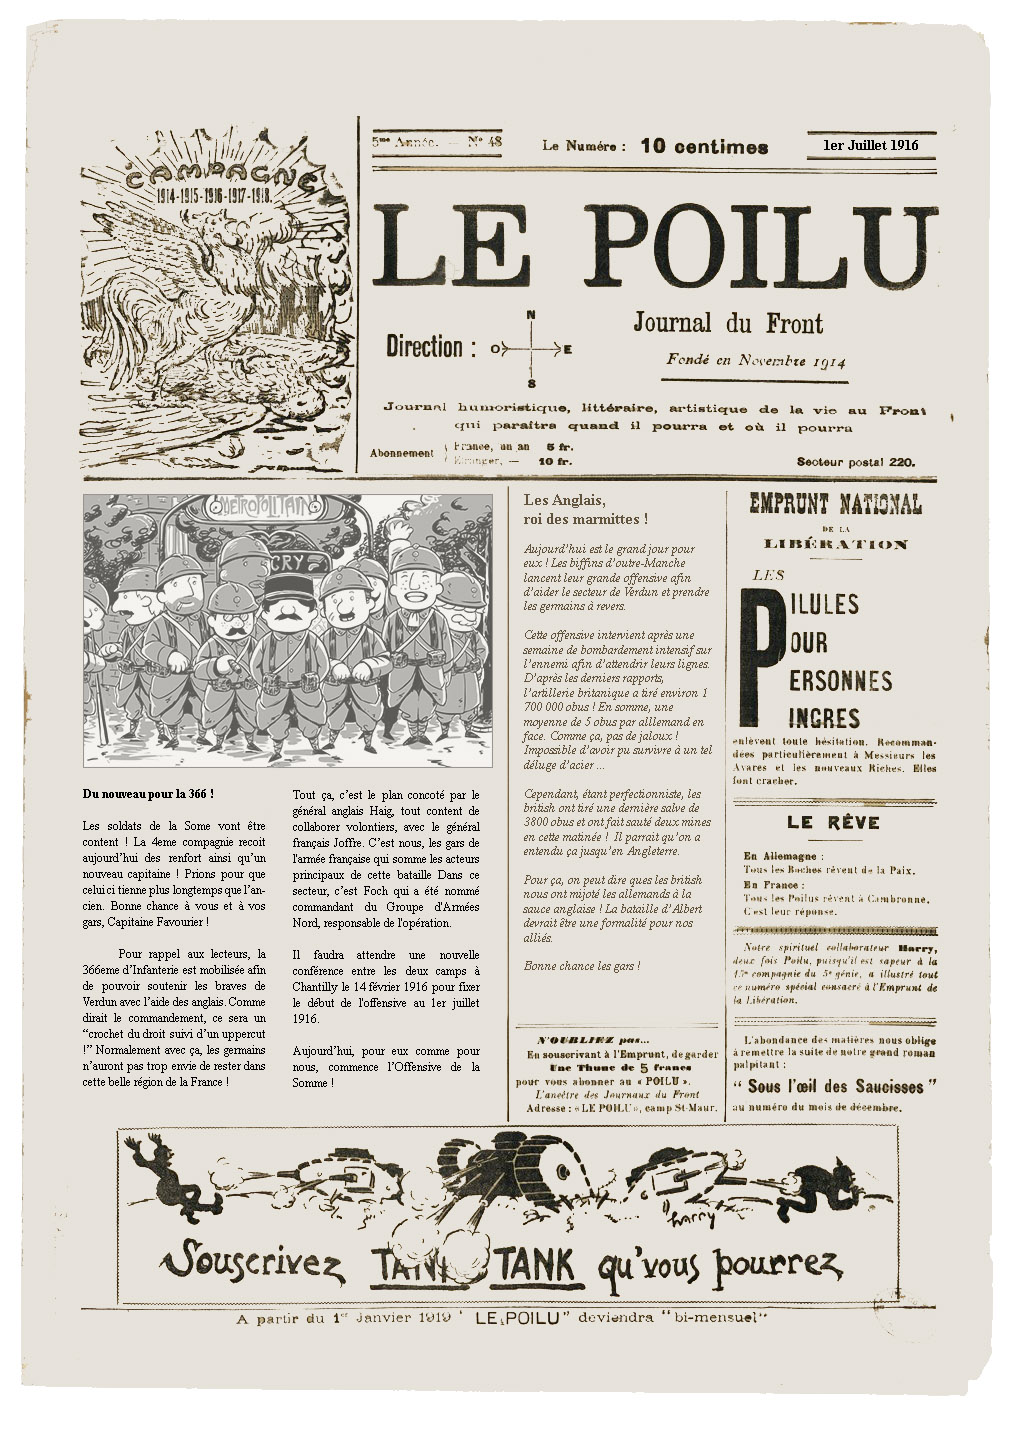 CAMPAGNE
1914-1915-1916-1917-1918.
5me Année. — N° 48
Le Numéro : 10 centimes
1er Juillet 1916
LE POILU
Direction :
N
O E
S
Journal du Front
Fondé en Novembre 1914
Journal humoristique, littéraire, artistique de la vie au Front
qui paraîtra quand il pourra et où il pourra
Abonnement
France, un an 5 fr.
Étranger, — 10 fr.
Secteur postal 220.
METROPOLITAIN
CRY 7
Du nouveau pour la 366 !
Les soldats de la Some vont être
content ! La 4eme compagnie recoit
aujourd’hui des renfort ainsi qu’un
nouveau capitaine ! Prions pour que
celui ci tienne plus longtemps que l’an-
cien. Bonne chance à vous et à vos
gars, Capitaine Favourier !
Pour rappel aux lecteurs, la
366eme d’Infanterie est mobilisée afin
de pouvoir soutenir les braves de
Verdun avec l’aide des anglais. Comme
dirait le commandement, ce sera un
“crochet du droit suivi d’un uppercut
!” Normalement avec ça, les germains
n’auront pas trop envie de rester dans
cette belle région de la France !
Tout ça, c’est le plan concoté par le
général anglais Haig, tout content de
collaborer volontiers, avec le général
français Joffre. C’est nous, les gars de
l'armée française qui somme les acteurs
principaux de cette bataille Dans ce
secteur, c’est Foch qui a été nommé
commandant du Groupe d'Armées
Nord, responsable de l'opération.
Il faudra attendre une nouvelle
conférence entre les deux camps à
Chantilly le 14 février 1916 pour fixer
le début de l'offensive au 1er juillet
1916.
Aujourd’hui, pour eux comme pour
nous, commence l’Offensive de la
Somme !
Les Anglais,
roi des marmittes !
Aujourd’hui est le grand jour pour
eux ! Les biffins d’outre-Manche
lancent leur grande offensive afin
d’aider le secteur de Verdun et prendre
les germains à revers.
Cette offensive intervient après une
semaine de bombardement intensif sur
l’ennemi afin d’attendrir leurs lignes.
D’après les derniers rapports,
l’artillerie britanique a tiré environ 1
700 000 obus ! En somme, une
moyenne de 5 obus par alllemand en
face. Comme ça, pas de jaloux !
Impossible d’avoir pu survivre à un tel
déluge d’acier ...
Cependant, étant perfectionniste, les
british ont tiré une dernière salve de
3800 obus et ont fait sauté deux mines
en cette matinée ! Il parrait qu’on a
entendu ça jusqu’en Angleterre.
Pour ça, on peut dire ques les british
nous ont mijoté les allemands à la
sauce anglaise ! La bataille d’Albert
devrait être une formalité pour nos
alliés.
Bonne chance les gars !
N'OUBLIEZ pas...
En souscrivant à l'Emprunt, de garder
Une Thune de 5 francs
pour vous abonner au « POILU ».
L'ancêtre des Journaux du Front
Adresse : « LE POILU », camp St-Maur.
EMPRUNT NATIONAL
DE LA
LIBÉRATION
LES
PILULES
POUR
PERSONNES
PINGRES
enlèvent toute hésitation. Recomman-
dées particulièrement à Messieurs les
Avares et les nouveaux Riches. Elles
font cracher.
LE RÊVE
En Allemagne :
Tous les Boches rêvent de la Paix.
En France :
Tous les Poilus rêvent à Cambronne.
C'est leur réponse.
Notre spirituel collaborateur Harry,
deux fois Poilu, puisqu'il est sapeur à la
compagnie du 5e génie, a illustré tout
ce numéro spécial consacré à l'Emprunt de
la Libération.
L'abondance des matières nous oblige
à remettre la suite de notre grand roman
palpitant :
“ Sous l'œil des Saucisses ”
au numéro du mois de décembre.
harry
Souscrivez TANK TANK qu'vous pourrez
A partir du 1er Janvier 1919 “ LE POILU” deviendra “bi-mensuel”